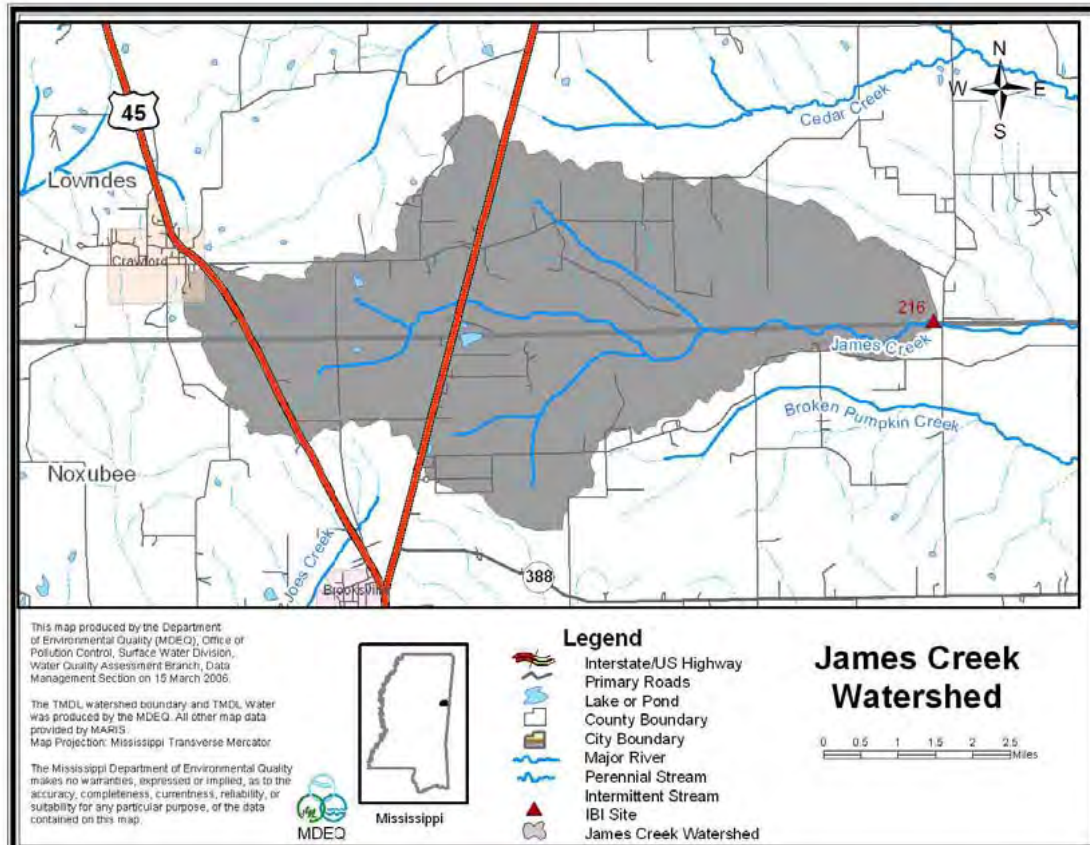 N
W E
S
45
Cedar Creek
Lowndes
Crawford
216
James Creek
Broken Pumpkin Creek
Noxubee
Joes Creek
388
Brooksville
This map produced by the Department
of Environmental Quality (MDEQ), Office of
Pollution Control, Surface Water Division,
Water Quality Assessment Branch, Data
Management Section on 15 March 2006.
The TMDL watershed boundary and TMDL Water
was produced by the MDEQ. All other map data
provided by MARIS.
Map Projection: Mississippi Transverse Mercator
The Mississippi Department of Environmental Quality
makes no warranties, expressed or implied, as to the
accuracy, completeness, currentness, reliability, or
suitability for any particular purpose, of the data
contained on this map.
MDEQ
Mississippi
Legend
Interstate/US Highway
Primary Roads
Lake or Pond
County Boundary
City Boundary
Major River
Perennial Stream
Intermittent Stream
IBI Site
James Creek Watershed
James Creek
Watershed
0 0.5 1 1.5 2 2.5
Miles